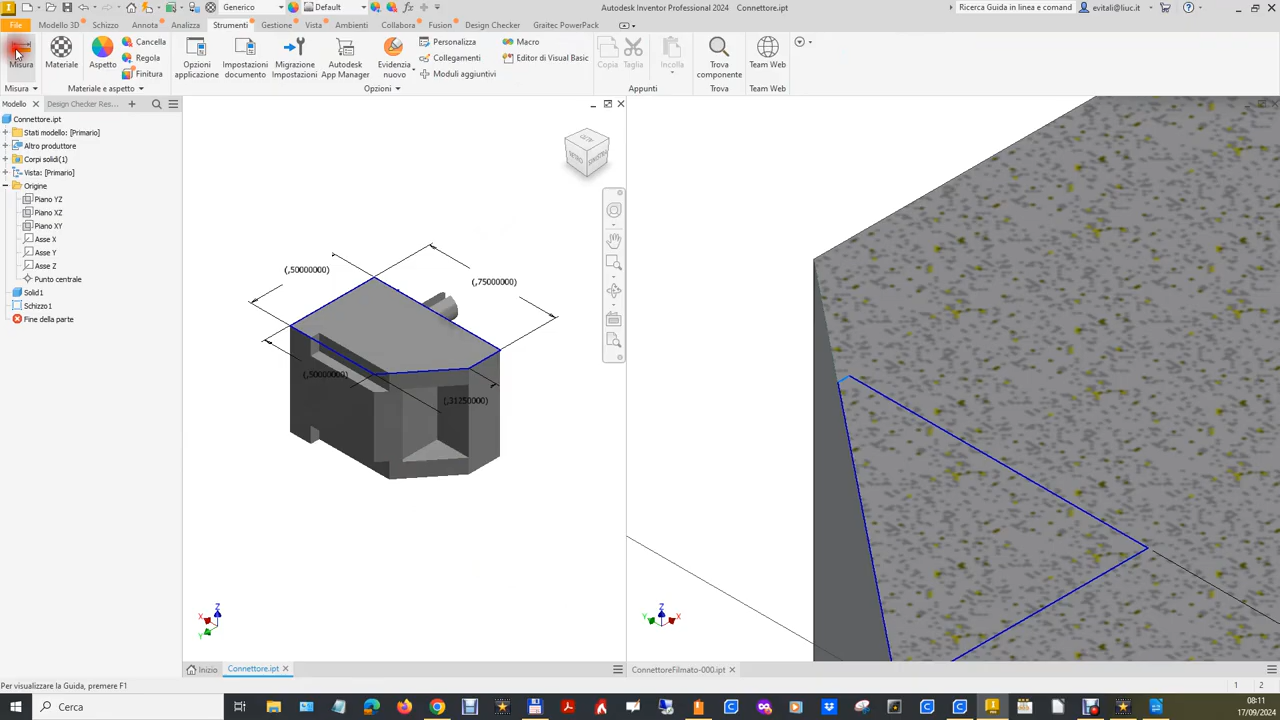 Autodesk Inventor Professional 2024 Connettore.ipt
Generico Default
Ricerca Guida in linea e comand
evitali@liuc.it
File Modello 3D Schizzo Annota Analizza Strumenti Gestione Vista Ambienti Collabora Fusion Design Checker Graitec PowerPack
Misura
Materiale
Aspetto
Cancella
Regola
Finitura
Opzioni applicazione
Impostazioni documento
Migrazione Impostazioni
Autodesk App Manager
Evidenzia nuovo
Personalizza
Collegamenti
Moduli aggiuntivi
Macro
Editor di Visual Basic
Copia
Taglia
Incolla
Trova componente
Team Web
Misura Materiale e aspetto Opzioni Appunti Trova Team Web
Modello Design Checker Res...
Connettore.ipt
Stati modello: [Primario]
Altro produttore
Corpi solidi(1)
Vista: [Primario]
Origine
Piano YZ
Piano XZ
Piano XY
Asse X
Asse Y
Asse Z
Punto centrale
Solid1
Schizzo1
Fine della parte
(,50000000)
(,75000000)
(,50000000)
(,31250000)
Z
X
Y
Z
Y
X
Inizio Connettore.ipt
ConnettoreFilmato-000.ipt
Per visualizzare la Guida, premere F1
1 2
Cerca
08:11
17/09/2024